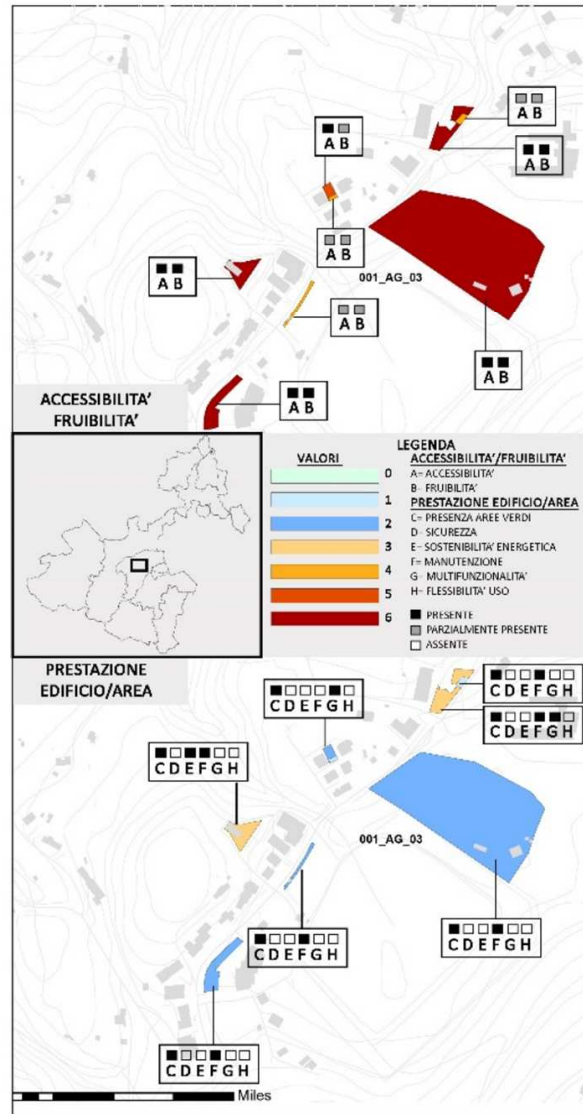 A B
A B
A B
A B
001_AG_03
A B
A B
A B
A B
ACCESSIBILITA'
FRUIBILITA'
VALORI
0
1
2
3
4
5
6
LEGENDA
ACCESSIBILITA'/FRUIBILITA'
A= ACCESSIBILITA'
B- FRUIBILITA'
PRESTAZIONE EDIFICIO/AREA
C= PRESENZA AREE VERDI
D- SICUREZZA
E- SOSTENIBILITA' ENERGETICA
F= MANUTENZIONE
G- MULTIFUNZIONALITA'
H= FLESSIBILITA' USO
PRESENTE
PARZIALMENTE PRESENTE
ASSENTE
PRESTAZIONE
EDIFICIO/AREA
C D E F G H
C D E F G H
C D E F G H
C D E F G H
001_AG_03
C D E F G H
C D E F G H
C D E F G H
Miles